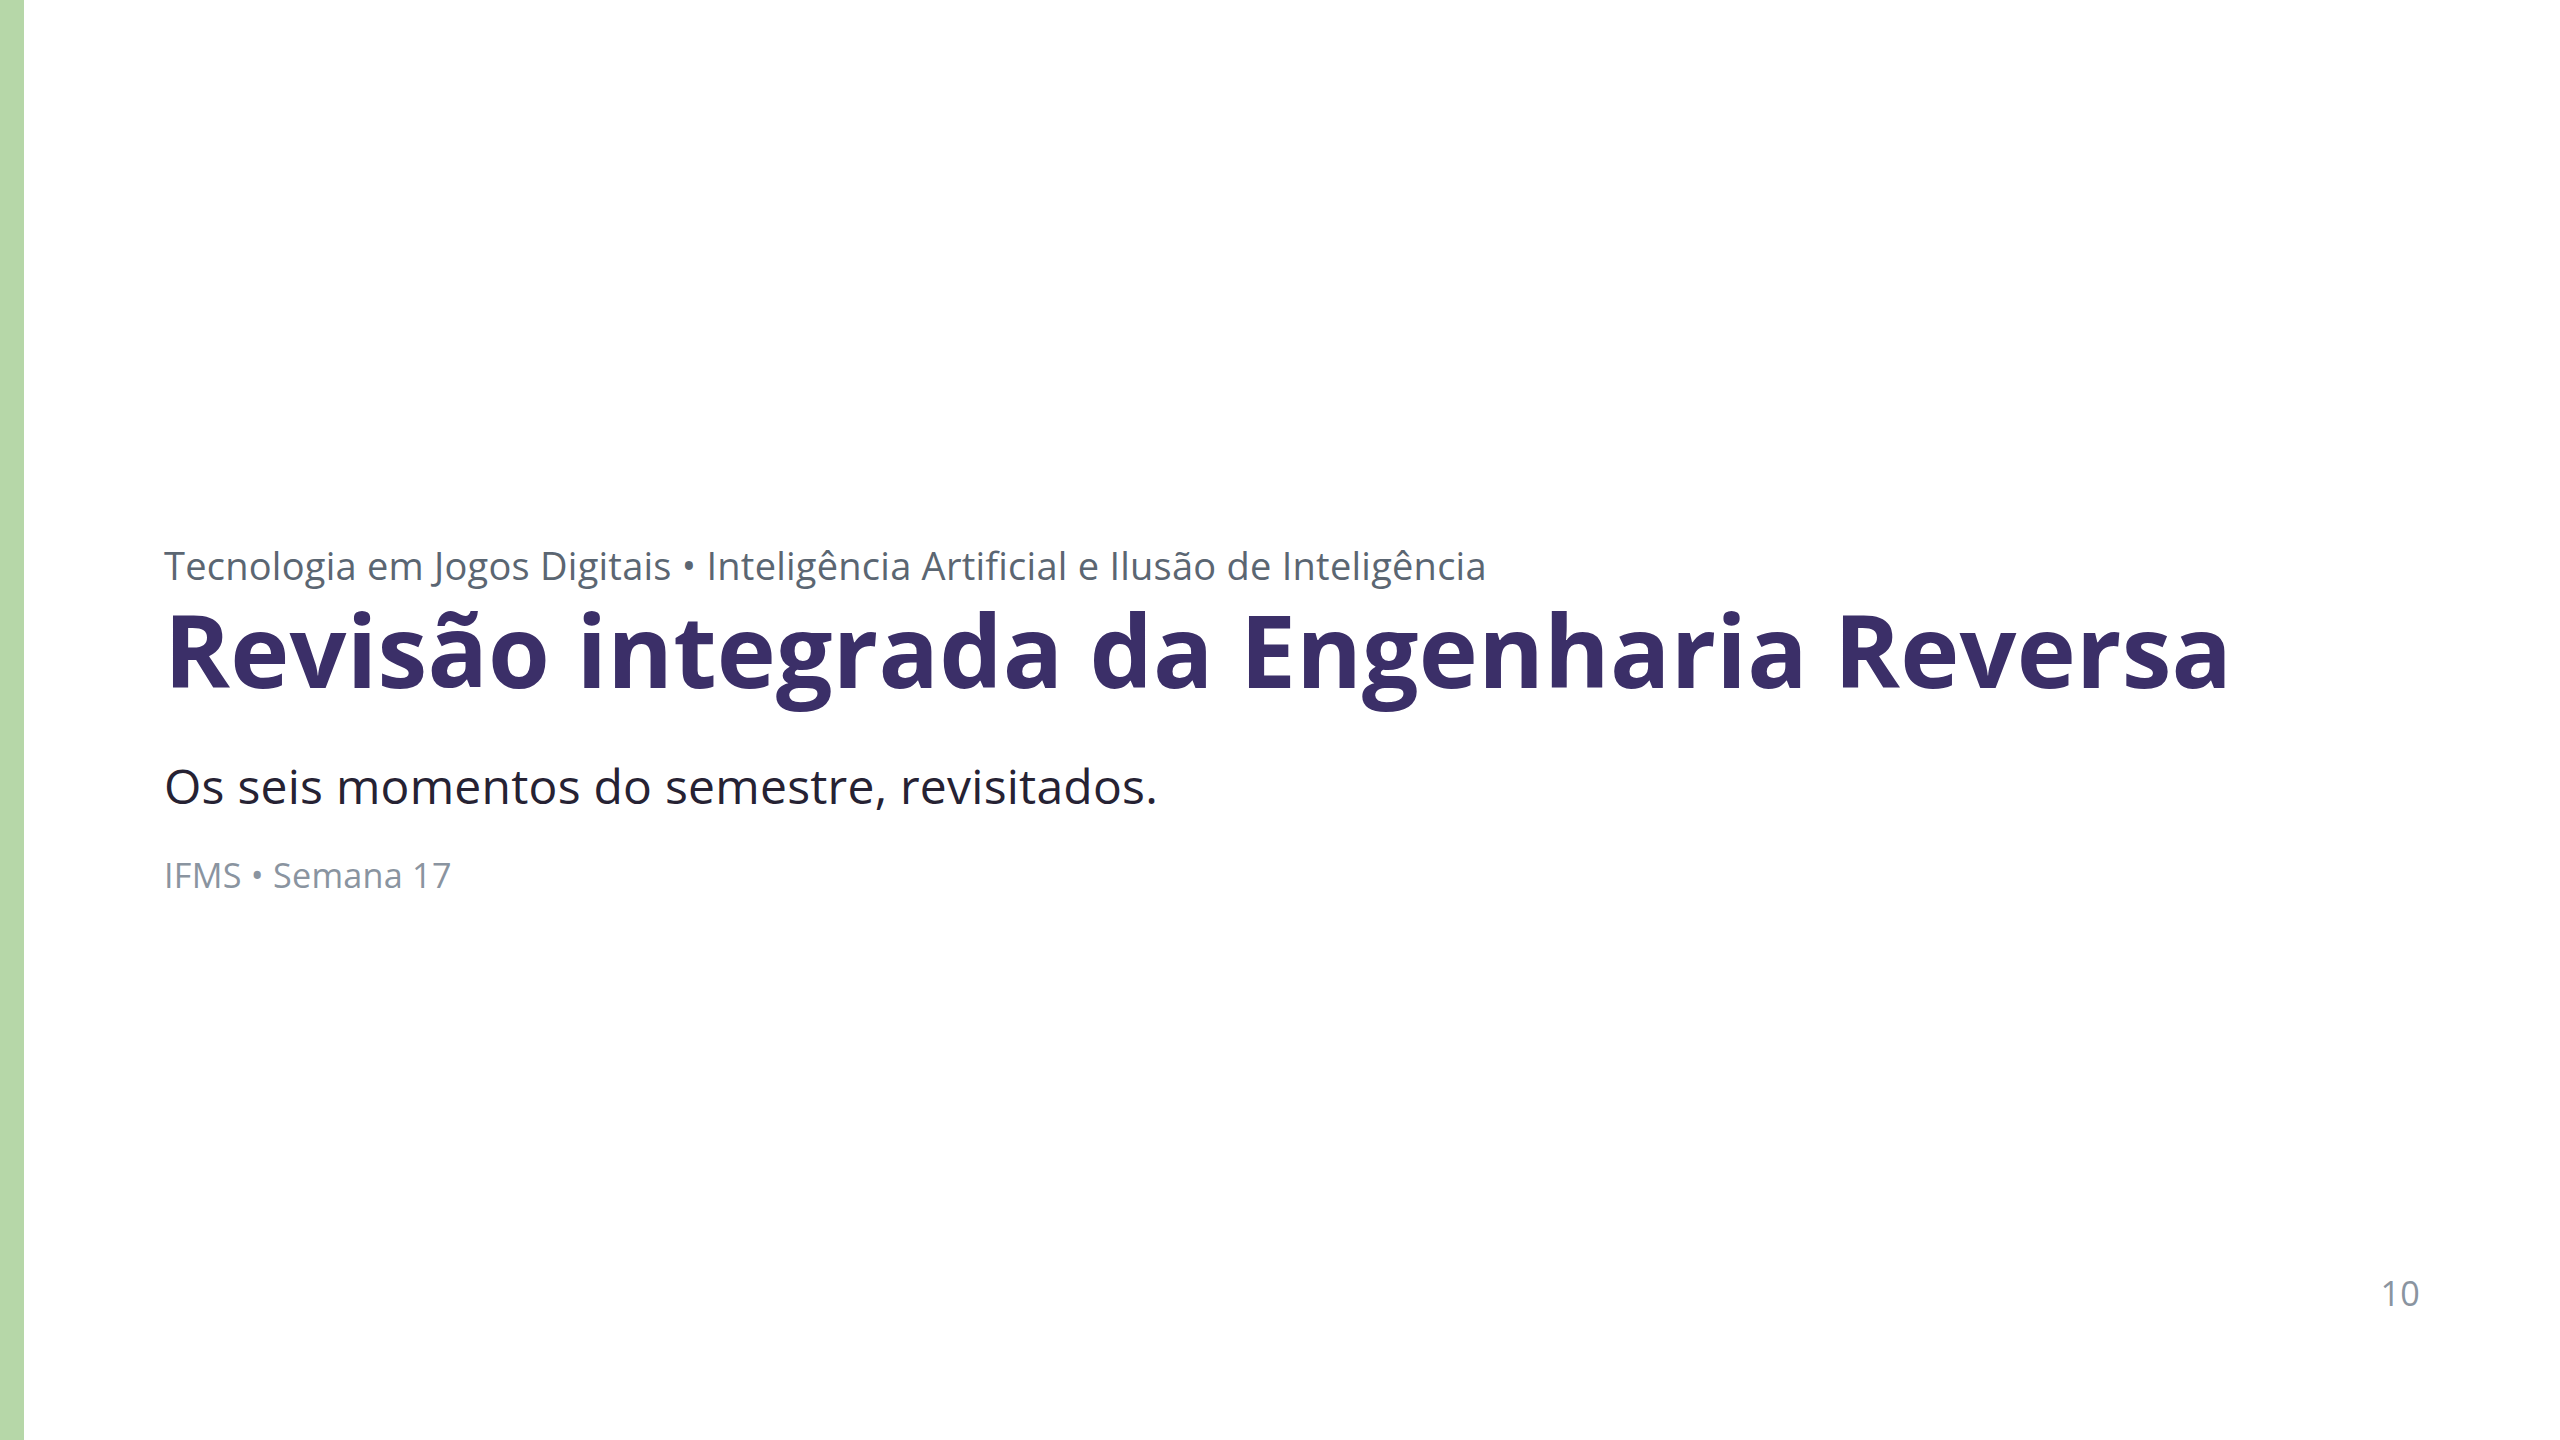 Tecnologia em Jogos Digitais • Inteligência Artificial e Ilusão de Inteligência
Revisão integrada da Engenharia Reversa
Os seis momentos do semestre, revisitados.
IFMS • Semana 17
10